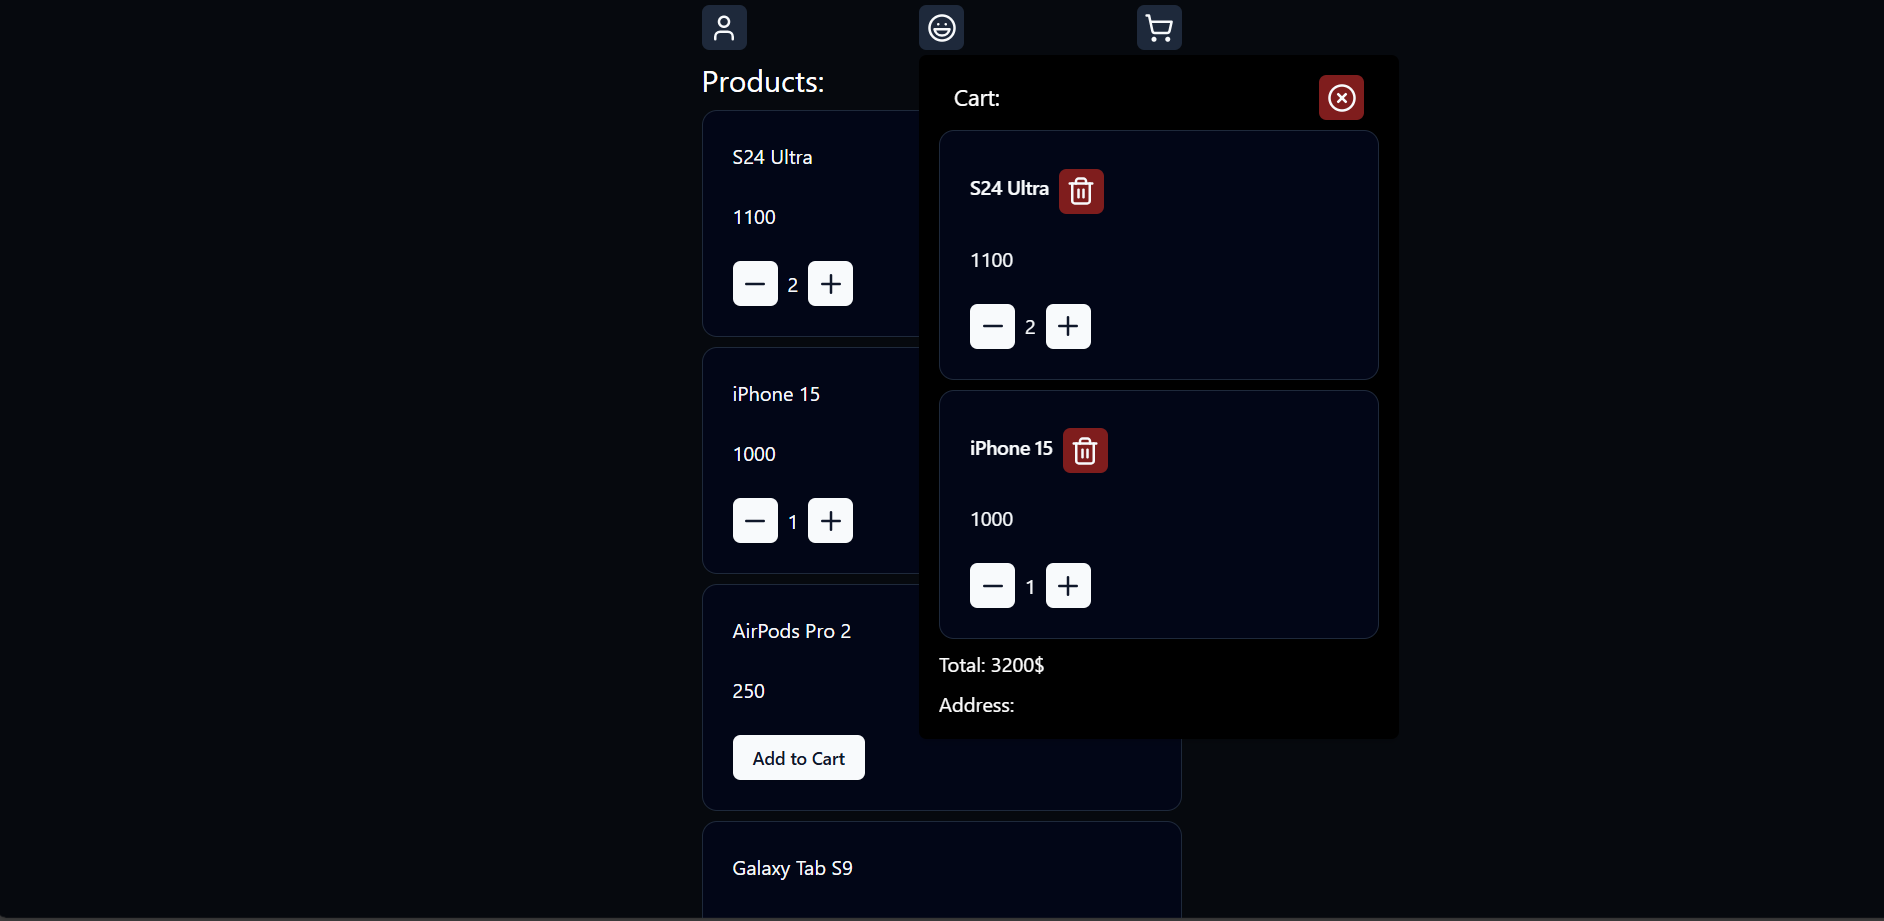 Products:
S24 Ultra
1100
2
iPhone 15
1000
1
AirPods Pro 2
250
Add to Cart
Galaxy Tab S9
Cart:
S24 Ultra
1100
2
iPhone 15
1000
1
Total: 3200$
Address: